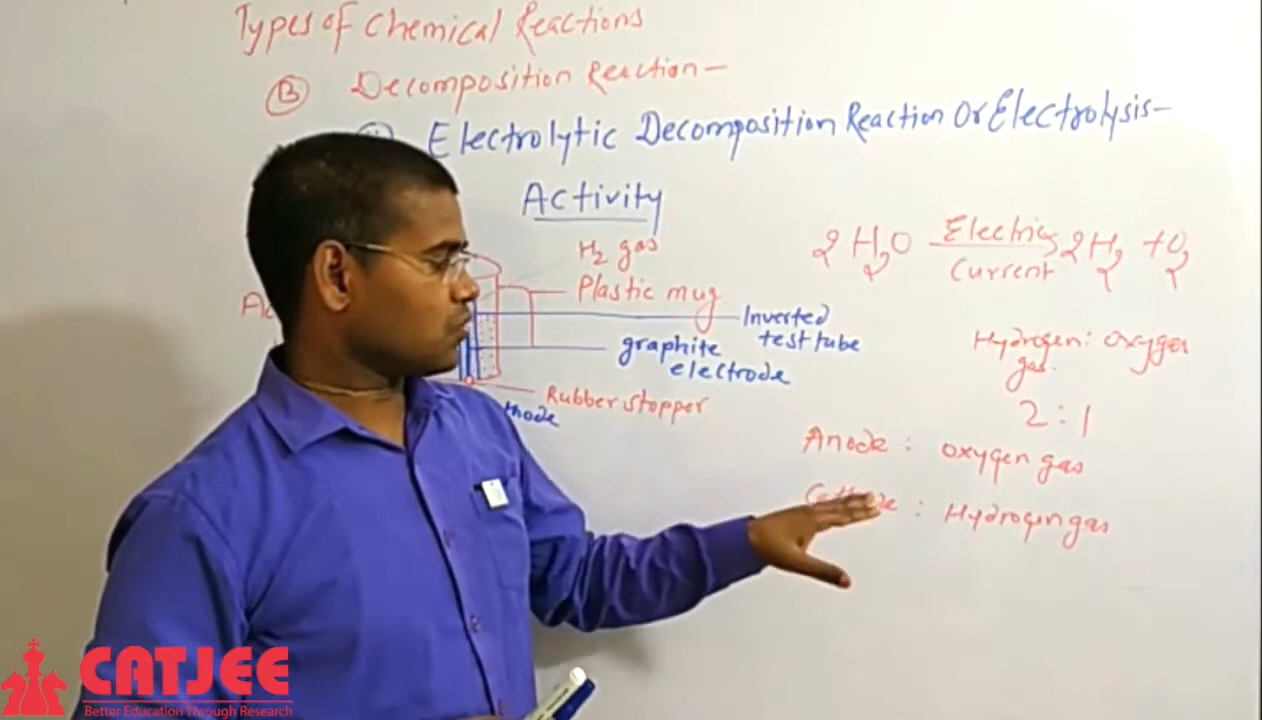 Types of Chemical Reactions
B Decomposition Reaction-
Electrolytic Decomposition Reaction Or Electrolysis-
Activity
H2 gas
Plastic mug
Inverted
test tube
graphite
electrode
Rubber stopper
thode
2H2O Electric Current 2H2 + O2
Hydrogen : oxygen
gas.
2 : 1
Anode : oxygen gas
: Hydrogen gas
CATJEE
Better Education Through Research